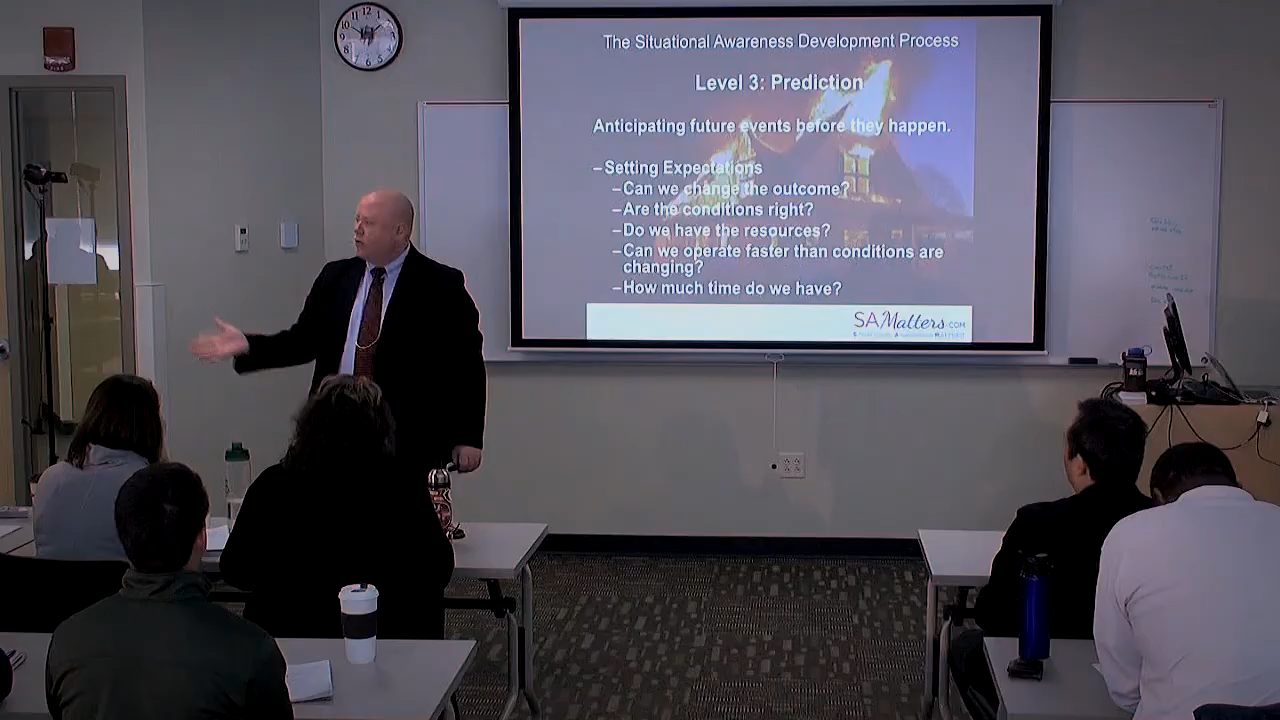 The Situational Awareness Development Process
Level 3: Prediction
Anticipating future events before they happen.
–Setting Expectations
–Can we change the outcome?
–Are the conditions right?
–Do we have the resources?
–Can we operate faster than conditions are
changing?
–How much time do we have?
SAMatters.COM
12